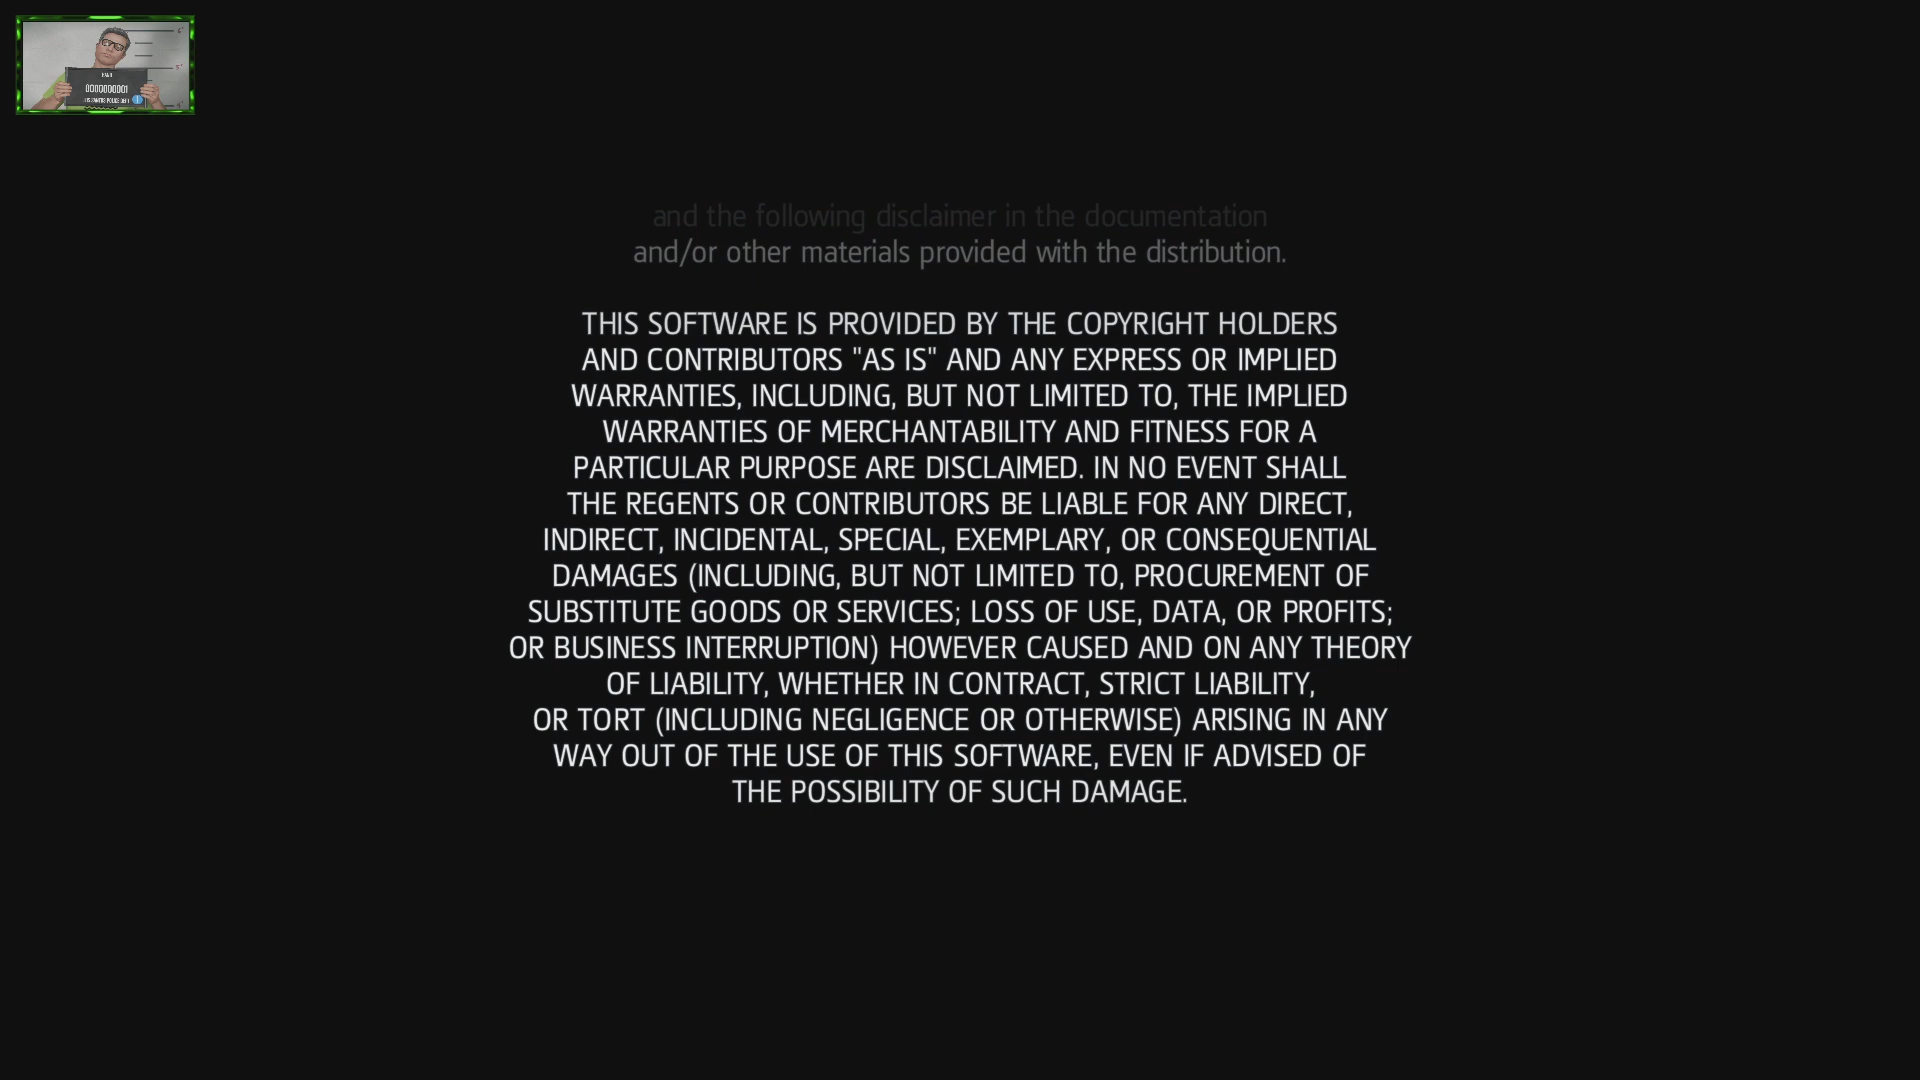 6'
5'
4'
0000000001
and the following disclaimer in the documentation
and/or other materials provided with the distribution.
THIS SOFTWARE IS PROVIDED BY THE COPYRIGHT HOLDERS
AND CONTRIBUTORS "AS IS" AND ANY EXPRESS OR IMPLIED
WARRANTIES, INCLUDING, BUT NOT LIMITED TO, THE IMPLIED
WARRANTIES OF MERCHANTABILITY AND FITNESS FOR A
PARTICULAR PURPOSE ARE DISCLAIMED. IN NO EVENT SHALL
THE REGENTS OR CONTRIBUTORS BE LIABLE FOR ANY DIRECT,
INDIRECT, INCIDENTAL, SPECIAL, EXEMPLARY, OR CONSEQUENTIAL
DAMAGES (INCLUDING, BUT NOT LIMITED TO, PROCUREMENT OF
SUBSTITUTE GOODS OR SERVICES; LOSS OF USE, DATA, OR PROFITS;
OR BUSINESS INTERRUPTION) HOWEVER CAUSED AND ON ANY THEORY
OF LIABILITY, WHETHER IN CONTRACT, STRICT LIABILITY,
OR TORT (INCLUDING NEGLIGENCE OR OTHERWISE) ARISING IN ANY
WAY OUT OF THE USE OF THIS SOFTWARE, EVEN IF ADVISED OF
THE POSSIBILITY OF SUCH DAMAGE.